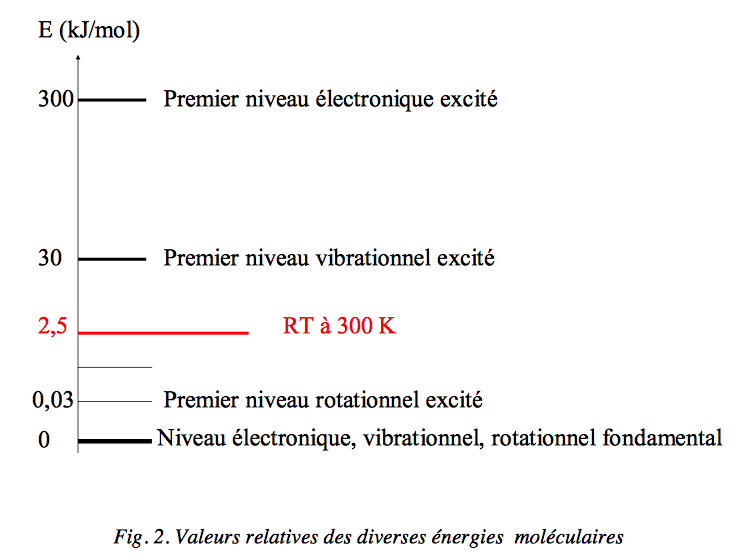 E (kJ/mol)
300 Premier niveau électronique excité
30 Premier niveau vibrationnel excité
2,5 RT à 300 K
0,03 Premier niveau rotationnel excité
0 Niveau électronique, vibrationnel, rotationnel fondamental
Fig. 2. Valeurs relatives des diverses énergies moléculaires